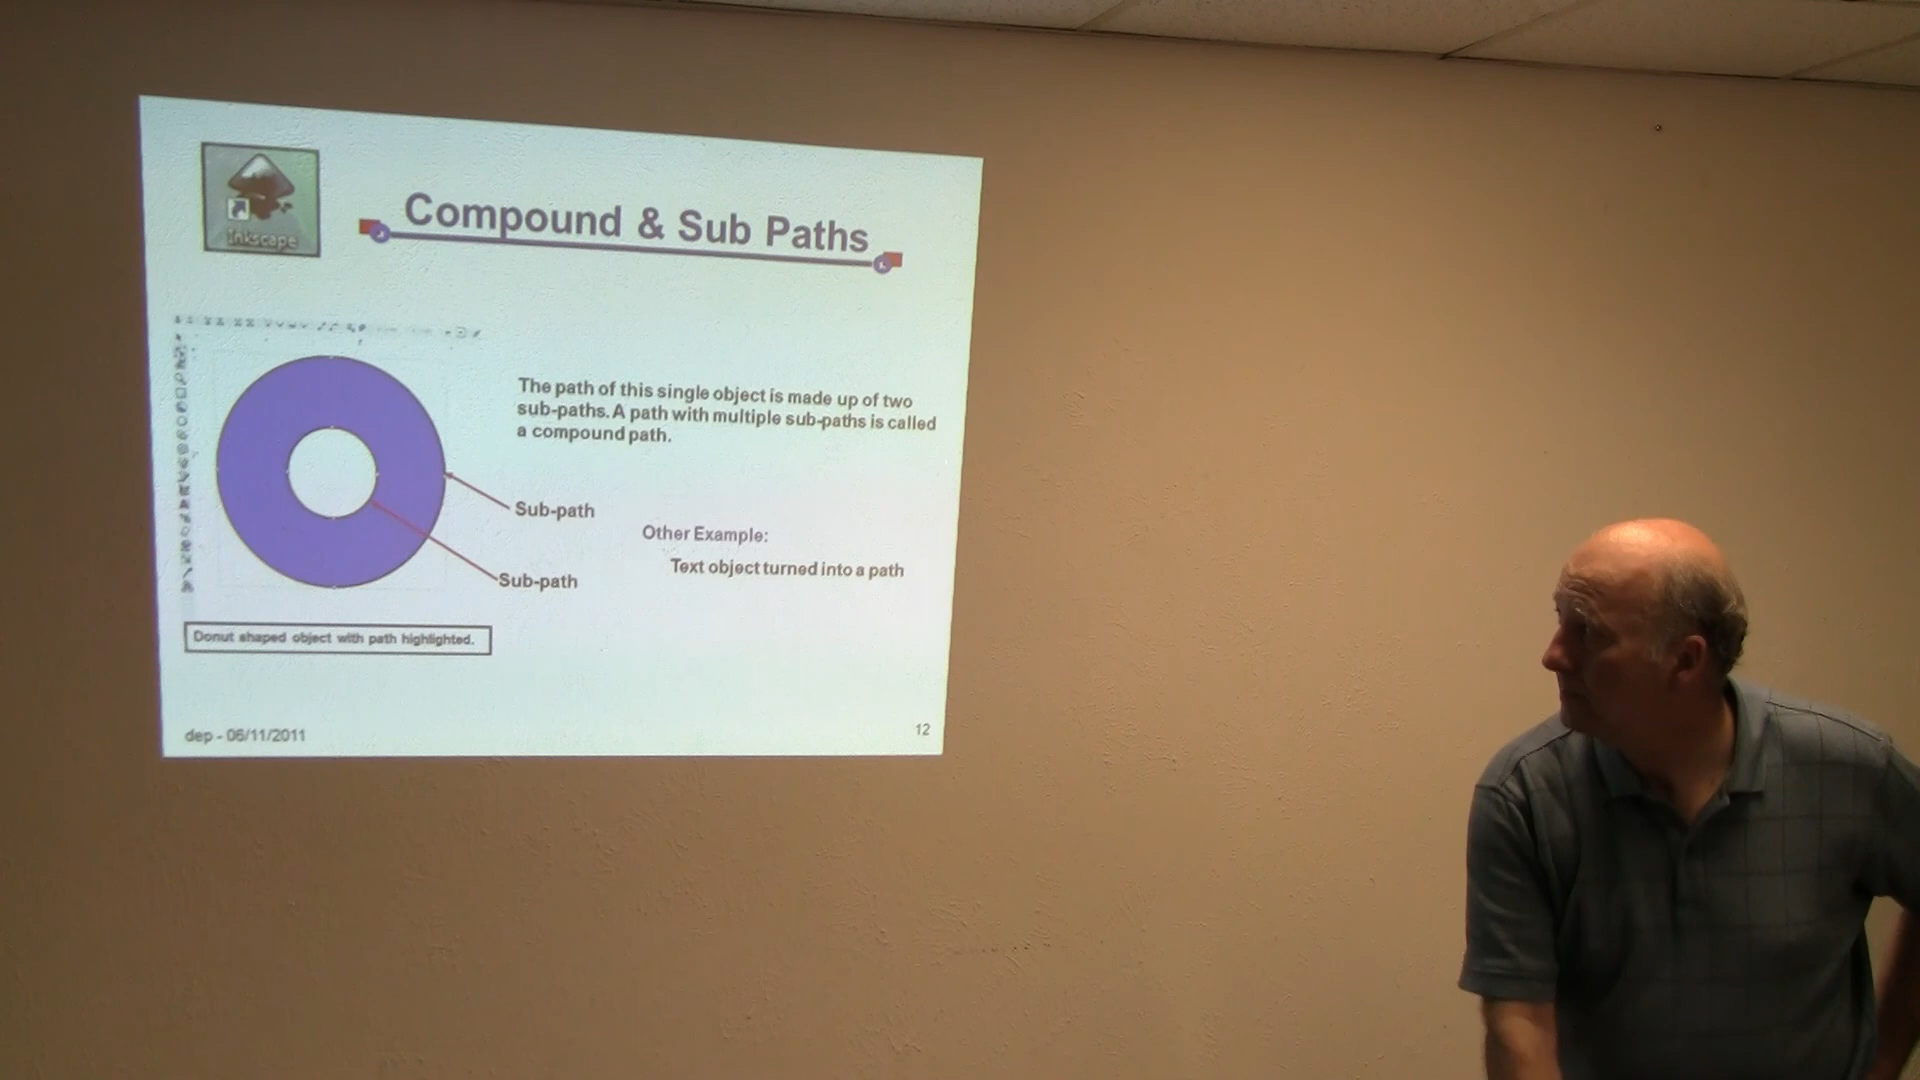 inkscape
Compound & Sub Paths
The path of this single object is made up of two
sub-paths. A path with multiple sub-paths is called
a compound path.
Sub-path
Other Example:
Text object turned into a path
Sub-path
Donut shaped object with path highlighted.
dep - 06/11/2011
12